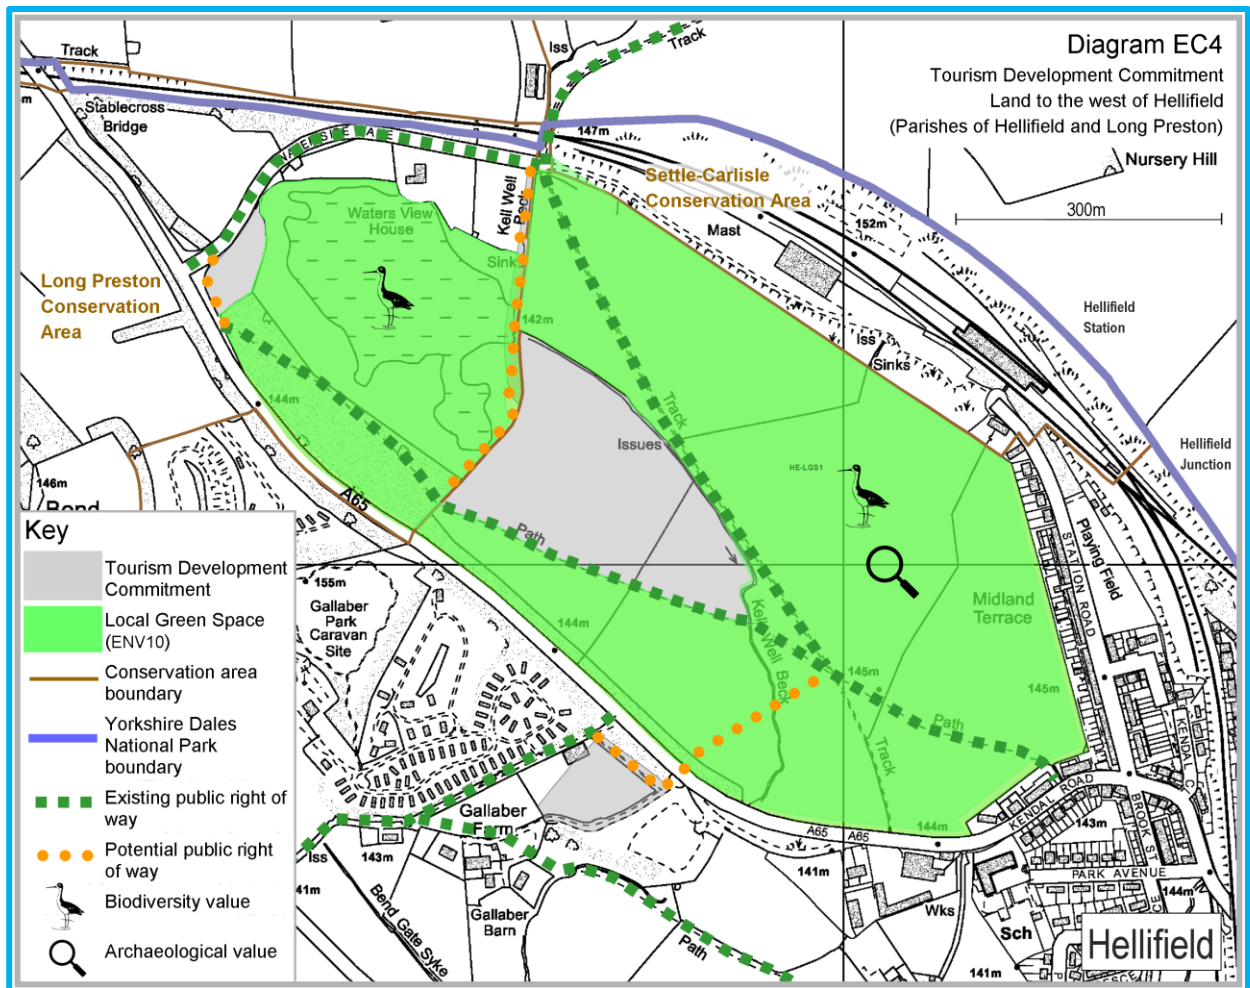 Diagram EC4
Tourism Development Commitment
Land to the west of Hellifield
(Parishes of Hellifield and Long Preston)
Track
Iss
Track
Stablecross
Bridge
147m
Nursery Hill
300m
Settle-Carlisle
Conservation Area
Kell Well
Beck
Waters View
House
Mast
152m
Sink
Long Preston
Conservation
Area
142m
Hellifield
Station
Iss
Sinks
144m
Track
Issues
HE-LGS1
Hellifield
Junction
146m
A65
Path
Playing Field
STATION ROAD
Key
Tourism Development
Commitment
Local Green Space
(ENV10)
Conservation area
boundary
Yorkshire Dales
National Park
boundary
Existing public right of
way
Potential public right
of way
Biodiversity value
Archaeological value
155m
Gallaber
Park
Caravan
Site
144m
Kell Well Beck
Midland
Terrace
145m
145m
Path
Track
Gallaber
Farm
A65
A65
144m
KENDAL ROAD
143m
BROOK ST
PARK AVENUE
144m
Iss
143m
141m
41m
Bend Gate Syke
Gallaber
Barn
Path
Wks
Sch
141m
Hellifield